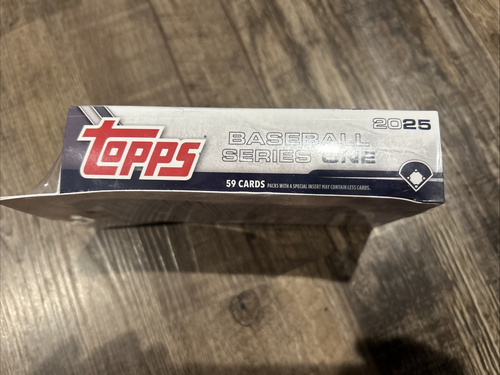 Topps
BASEBALL
SERIES ONE
2025
59 CARDS PACKS WITH A SPECIAL INSERT MAY CONTAIN LESS CARDS.